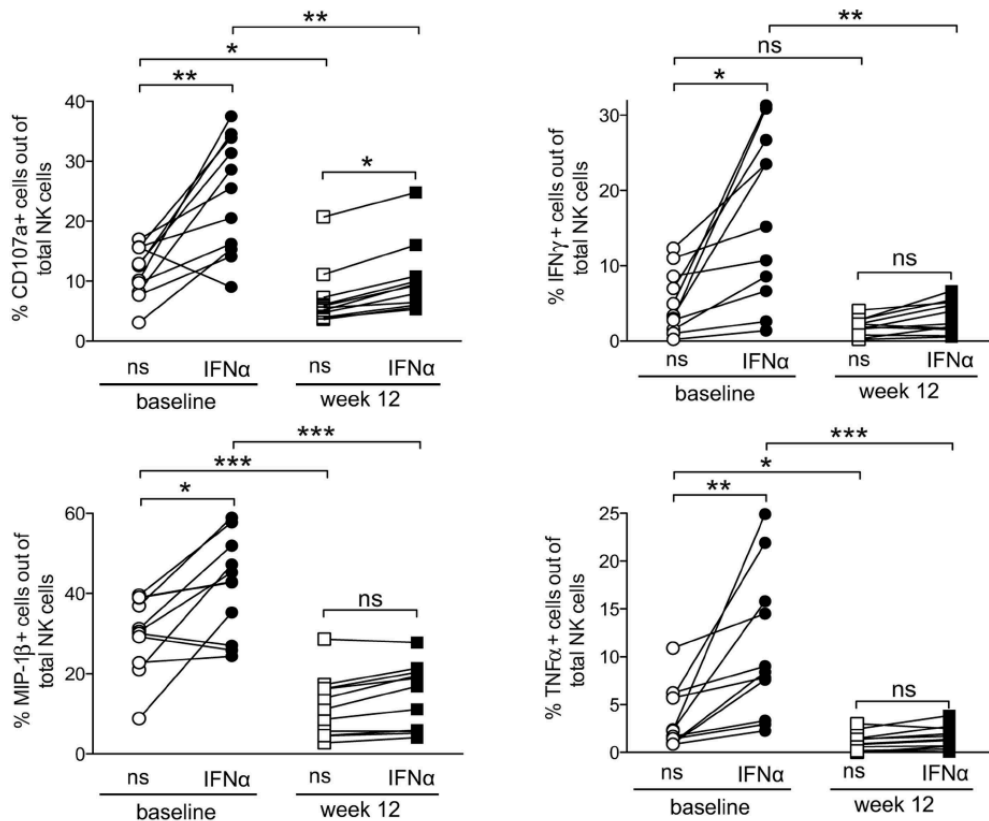 **
*
**
% CD107a+ cells out of
total NK cells
40
30
20
10
0
*
ns IFNα ns IFNα
baseline week 12
**
ns
*
% IFNγ + cells out of
total NK cells
30
20
10
0
ns
ns IFNα ns IFNα
baseline week 12
***
***
*
% MIP-1β+ cells out of
total NK cells
60
40
20
0
ns
ns IFNα ns IFNα
baseline week 12
***
*
**
% TNFα+ cells out of
total NK cells
25
20
15
10
5
0
ns
ns IFNα ns IFNα
baseline week 12